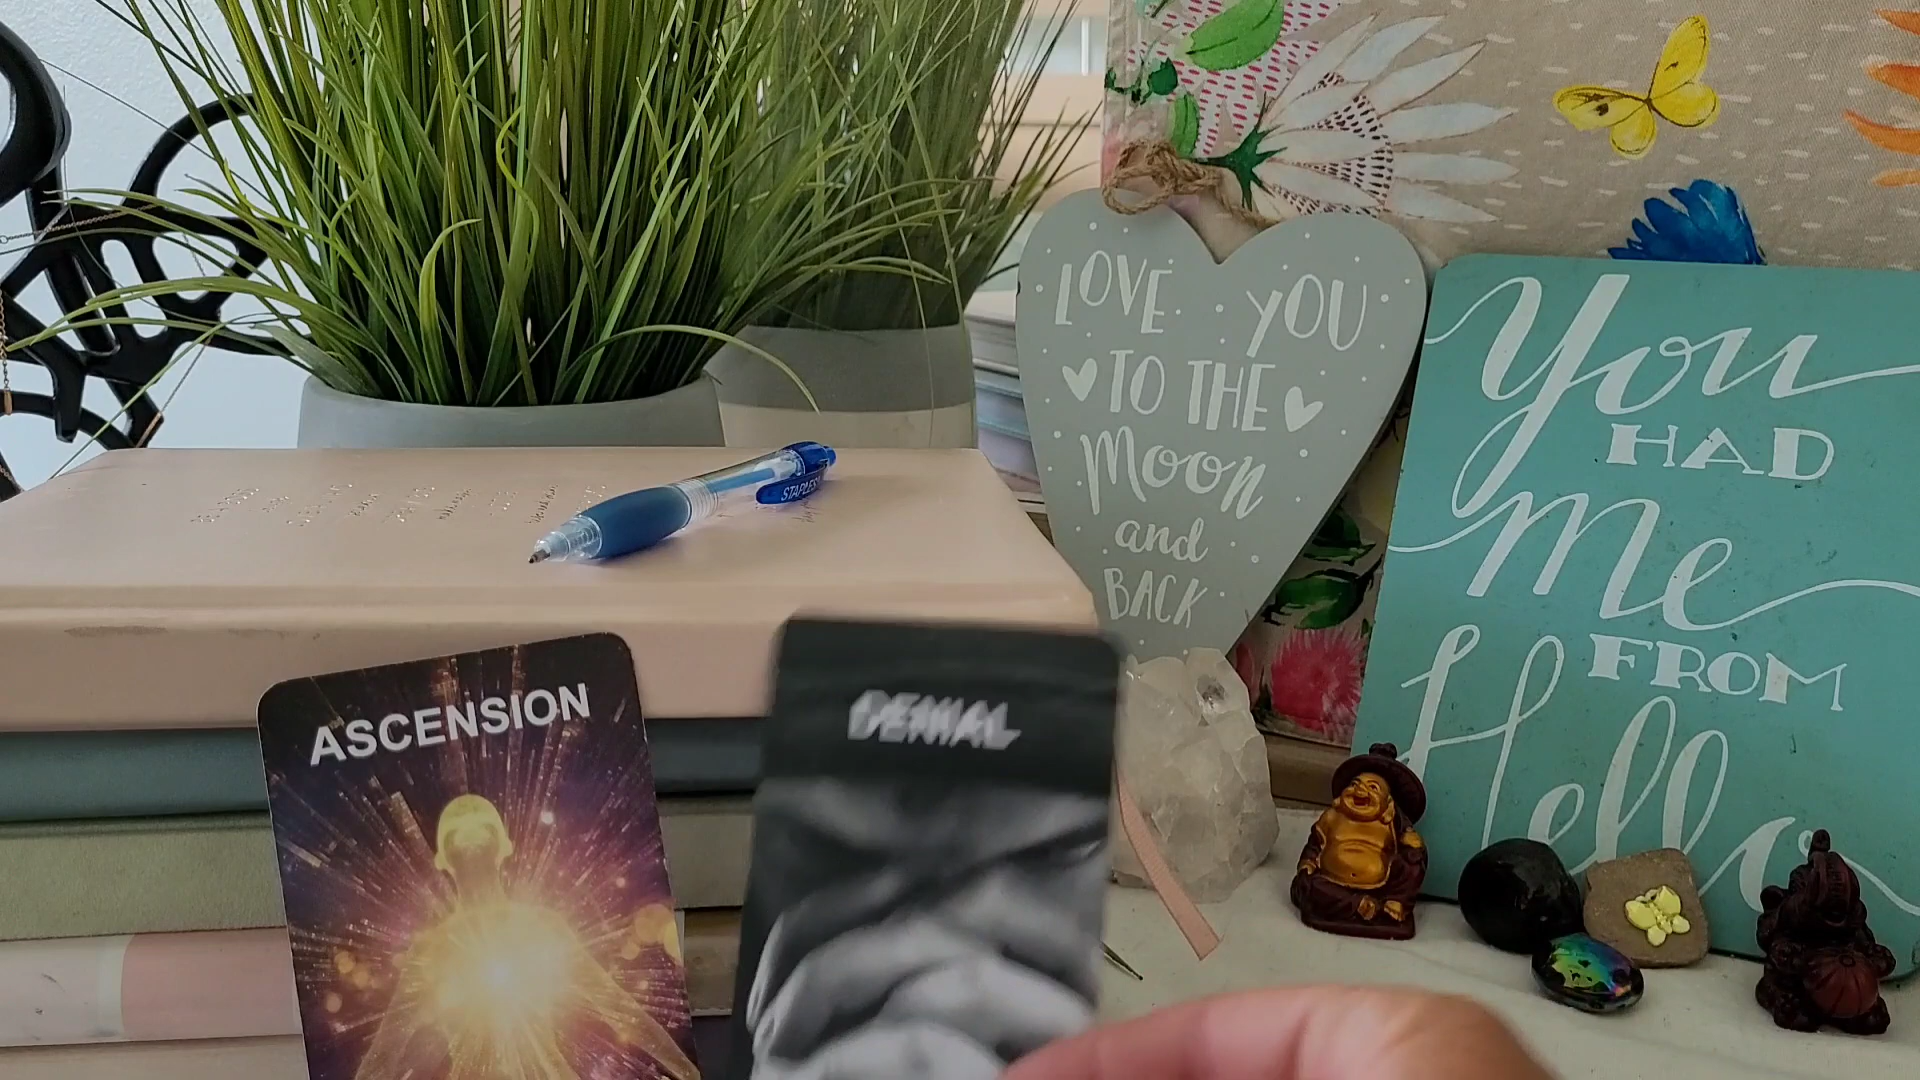 LOVE YOU
TO THE
Moon
and
BACK
You
HAD
Me
FROM
Hello
STAPLES
ASCENSION
DENIAL